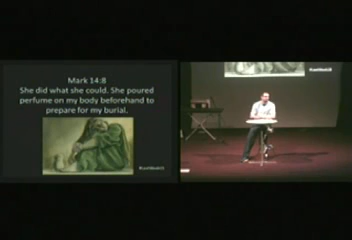 Mark 14:8
She did what she could. She poured
perfume on my body beforehand to
prepare for my burial.